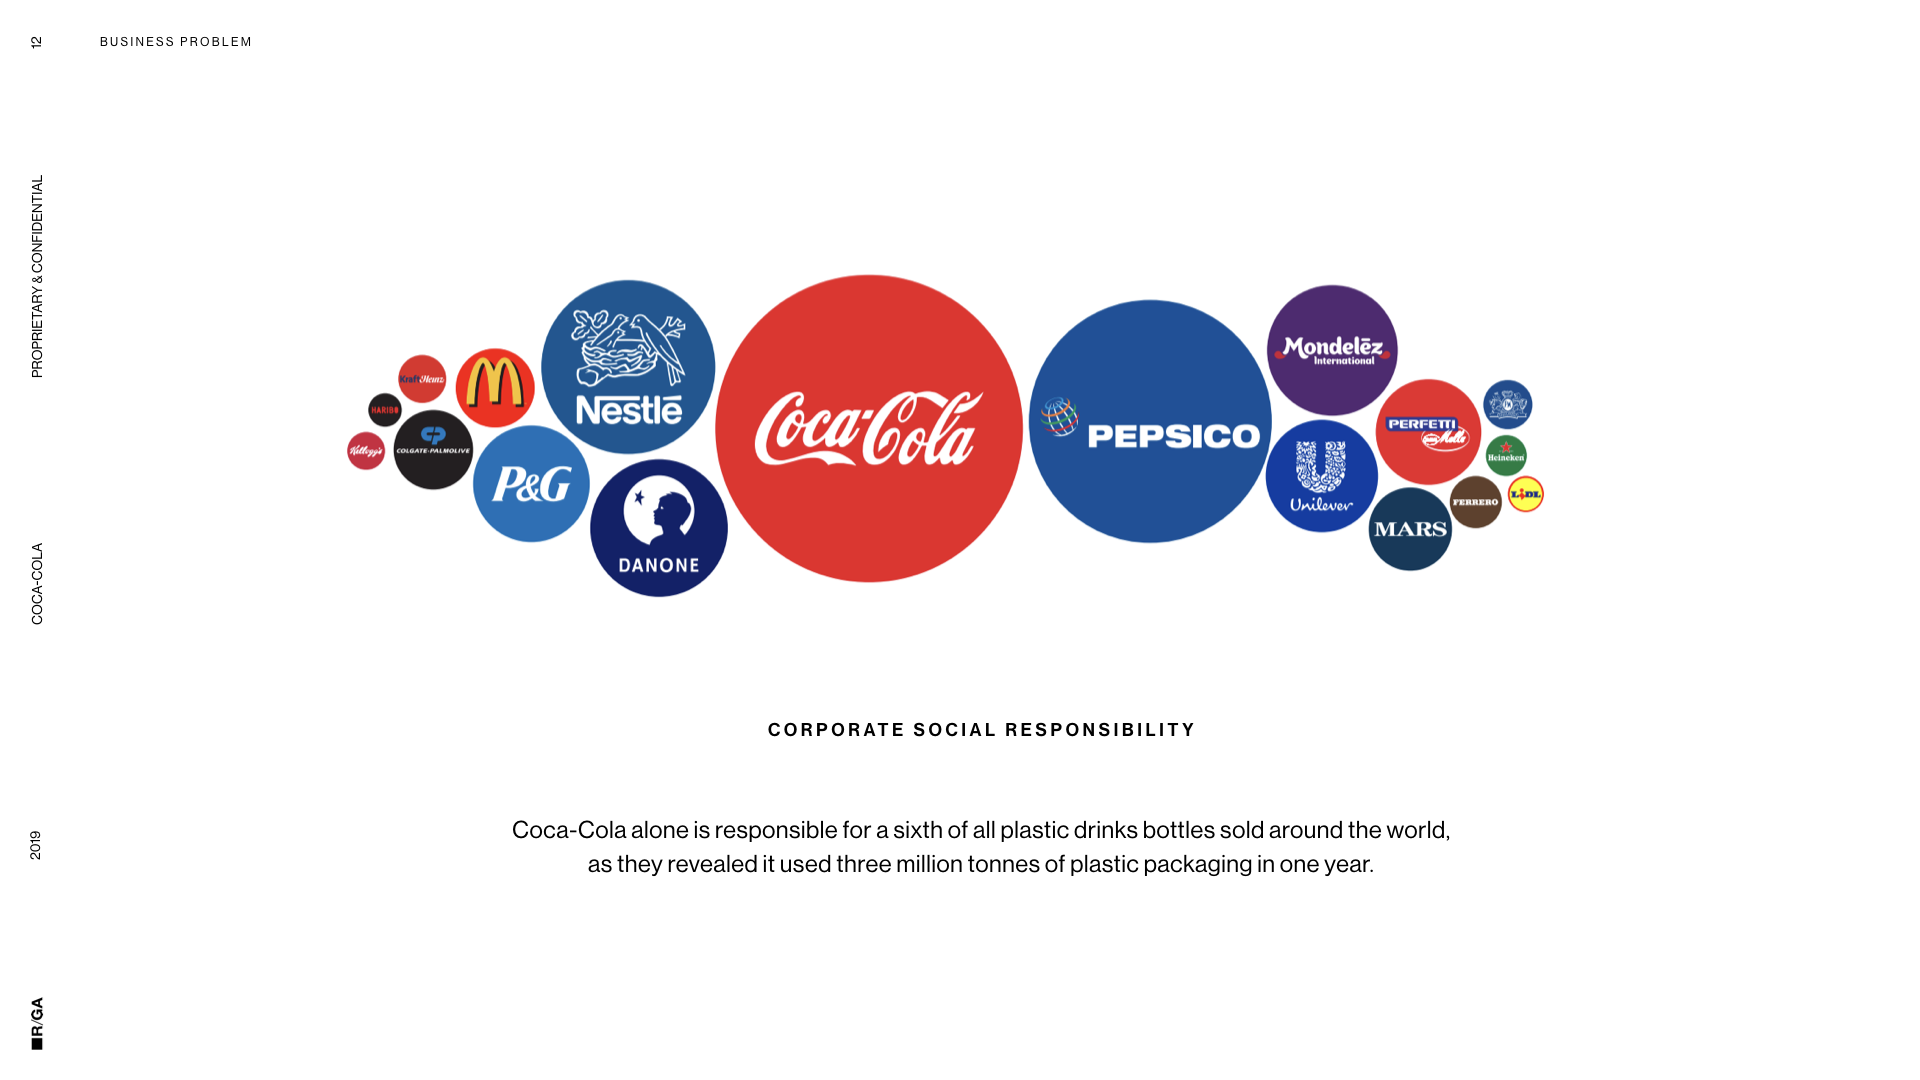 12
BUSINESS PROBLEM
PROPRIETARY & CONFIDENTIAL
COCA-COLA
2019
R/GA
KraftHeinz
HARIBO
Kellogg's
COLGATE-PALMOLIVE
M
P&G
Nestlé
DANONE
Coca-Cola
PEPSICO
Mondelēz
International
U
Unilever
PERFETTI
van Melle
MARS
Heineken
FERRERO
LIDL
CORPORATE SOCIAL RESPONSIBILITY
Coca-Cola alone is responsible for a sixth of all plastic drinks bottles sold around the world,
as they revealed it used three million tonnes of plastic packaging in one year.